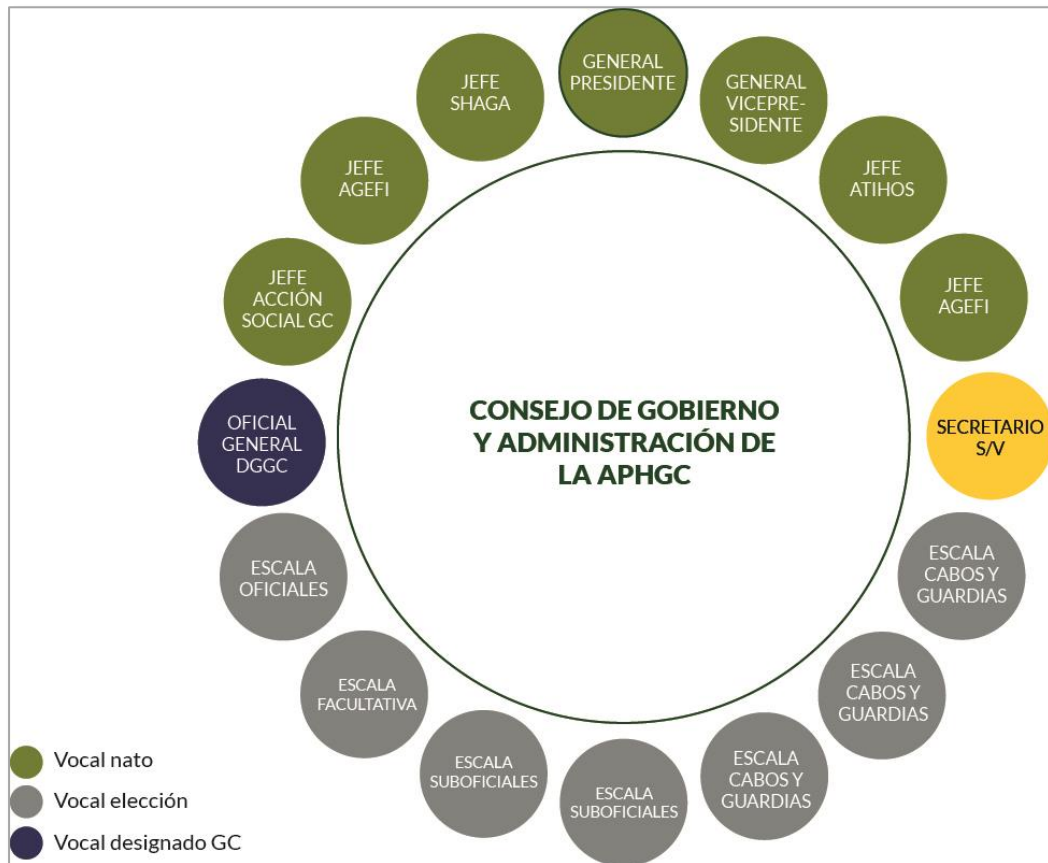 GENERAL
PRESIDENTE
GENERAL
VICEPRE-
SIDENTE
JEFE
ATIHOS
JEFE
AGEFI
SECRETARIO
S/V
ESCALA
CABOS Y
GUARDIAS
ESCALA
CABOS Y
GUARDIAS
ESCALA
CABOS Y
GUARDIAS
ESCALA
SUBOFICIALES
ESCALA
SUBOFICIALES
ESCALA
FACULTATIVA
ESCALA
OFICIALES
OFICIAL
GENERAL
DGGC
JEFE
ACCIÓN
SOCIAL GC
JEFE
AGEFI
JEFE
SHAGA
CONSEJO DE GOBIERNO
Y ADMINISTRACIÓN DE
LA APHGC
Vocal nato
Vocal elección
Vocal designado GC